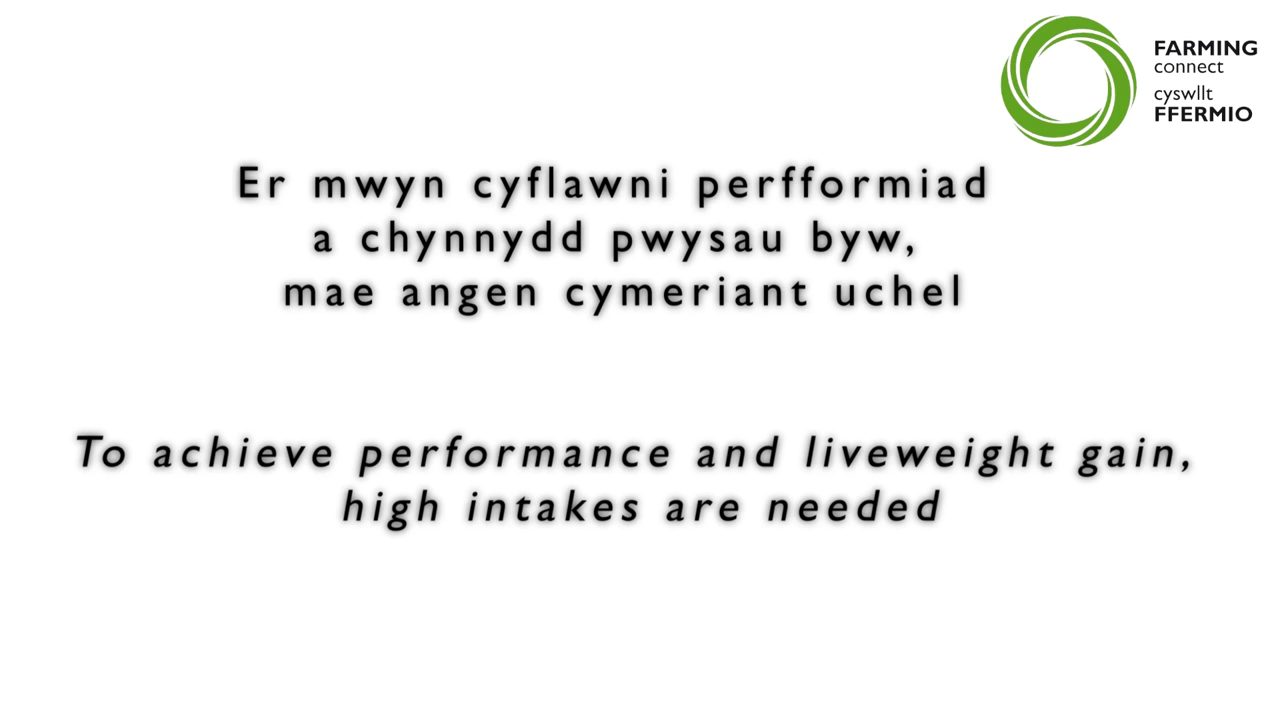 FARMING
connect
cyswllt
FFERMIO
Er mwyn cyflawni perfformiad
a chynnydd pwysau byw,
mae angen cymeriant uchel
To achieve performance and liveweight gain,
high intakes are needed